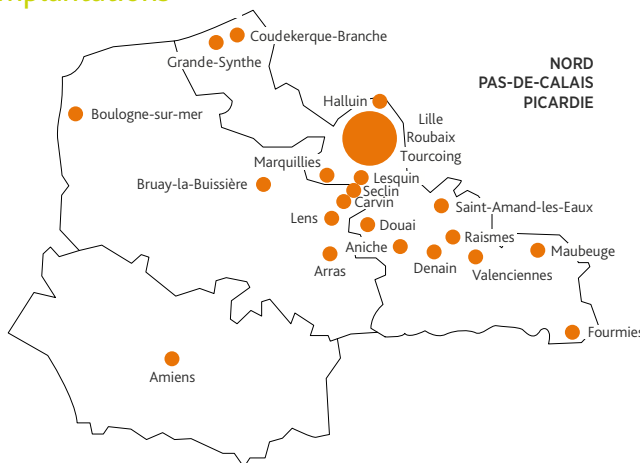 Coudekerque-Branche
Grande-Synthe
NORD
PAS-DE-CALAIS
PICARDIE
Halluin
Boulogne-sur-mer
Lille
Roubaix
Tourcoing
Marquillies
Lesquin
Bruay-la-Buissière
Seclin
Carvin
Saint-Amand-les-Eaux
Lens
Douai
Raismes
Aniche
Maubeuge
Arras
Denain
Valenciennes
Fournies
Amiens